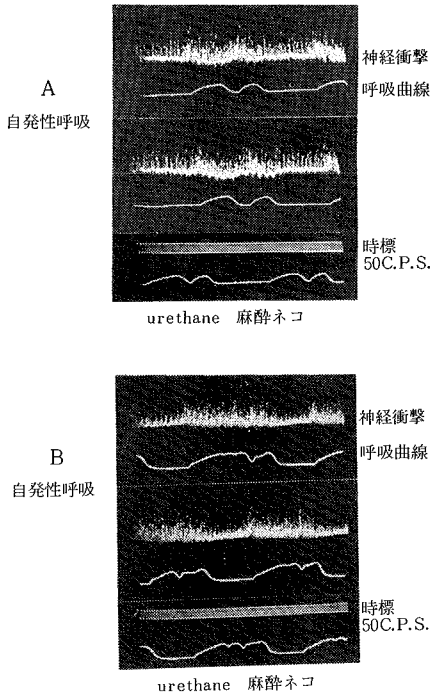 神経衝撃
A
呼吸曲線
自発性呼吸
時標
50C.P.S.
urethane 麻酔ネコ
神経衝撃
B
呼吸曲線
自発性呼吸
時標
50C.P.S.
urethane 麻酔ネコ